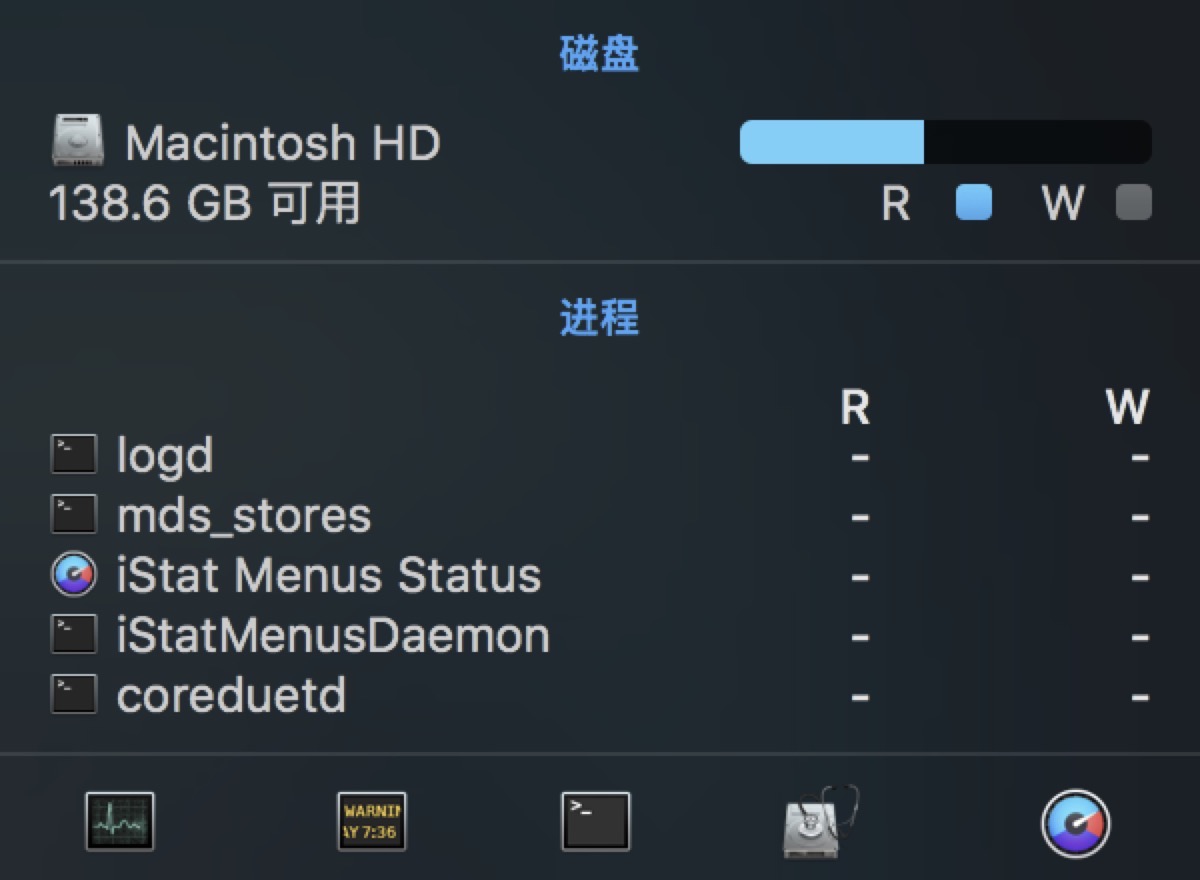 磁盘
Macintosh HD
138.6 GB 可用 R W
进程
R W
logd - -
mds_stores - -
iStat Menus Status - -
iStatMenusDaemon - -
coreduetd - -
WARNIN
AY 7:36
>_